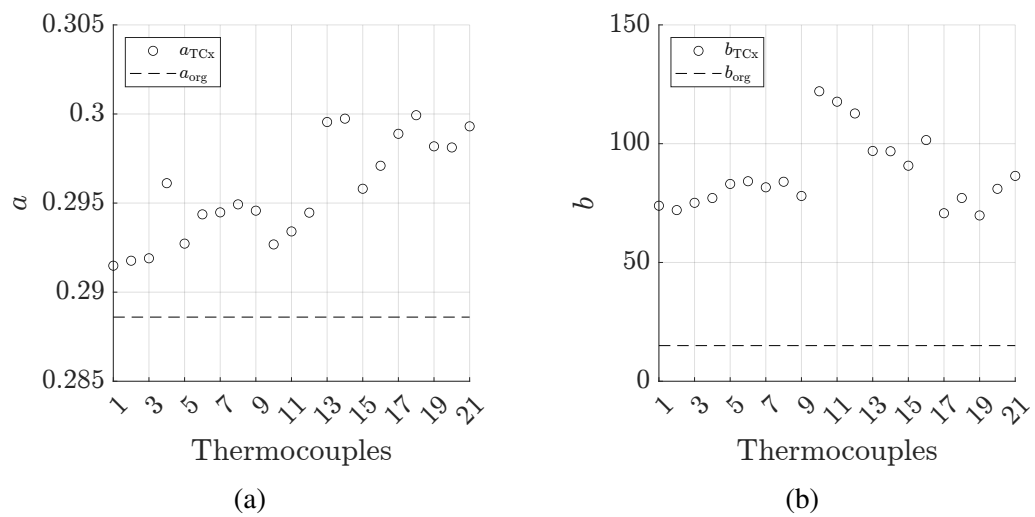 0.305
0.3
0.295
0.29
0.285
a
a_TCx
a_org
1 3 5 7 9 11 13 15 17 19 21
Thermocouples
(a)
150
100
50
0
b
b_TCx
b_org
1 3 5 7 9 11 13 15 17 19 21
Thermocouples
(b)